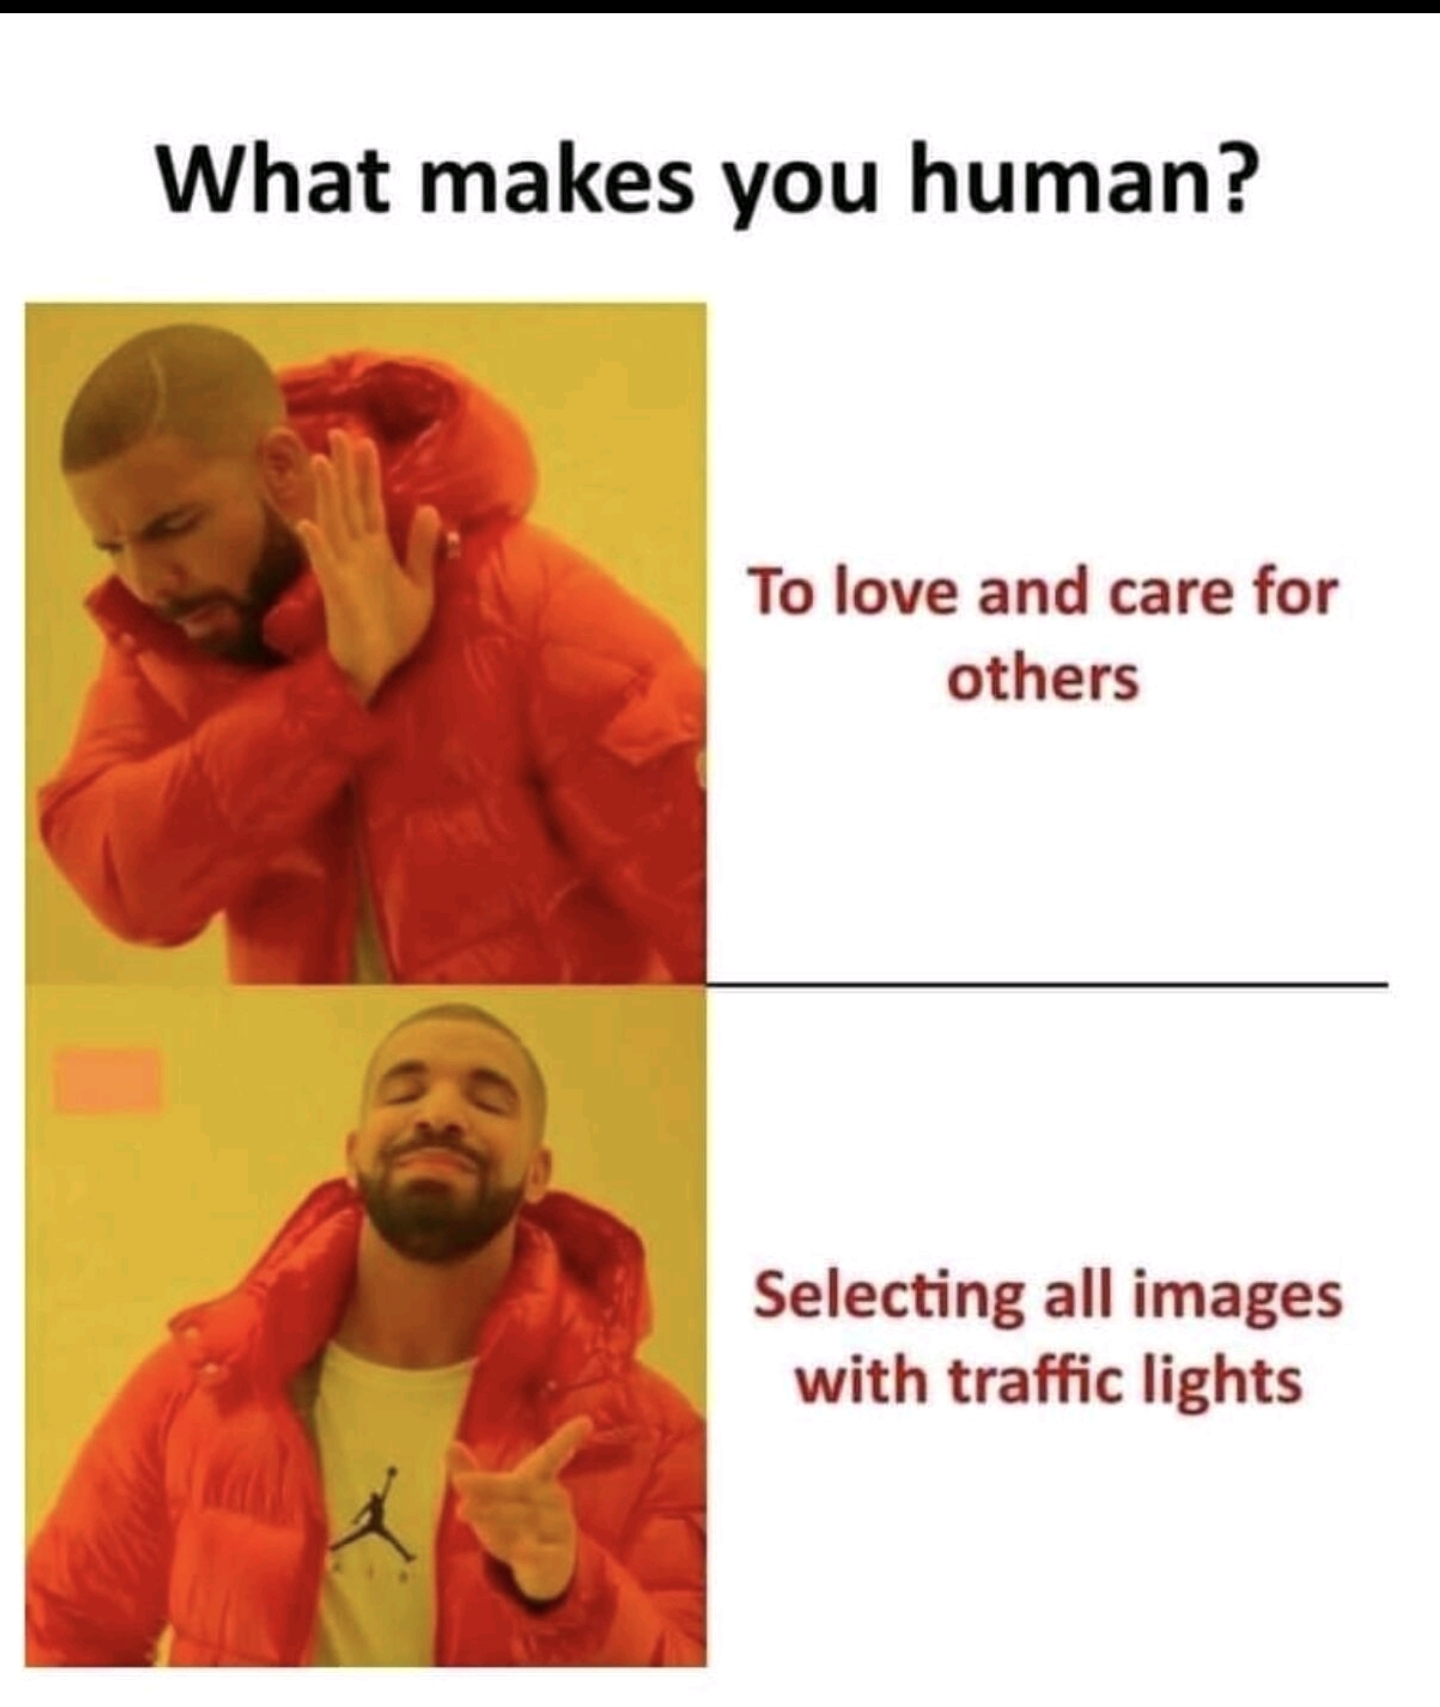 What makes you human?
To love and care for
others
Selecting all images
with traffic lights